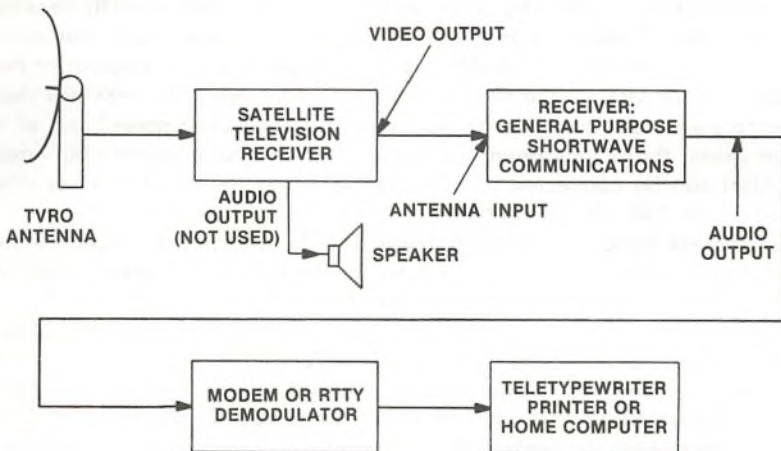 VIDEO OUTPUT
SATELLITE
TELEVISION
RECEIVER
RECEIVER:
GENERAL PURPOSE
SHORTWAVE
COMMUNICATIONS
TVRO
ANTENNA
AUDIO
OUTPUT
(NOT USED)
SPEAKER
ANTENNA INPUT
AUDIO
OUTPUT
MODEM OR RTTY
DEMODULATOR
TELETYPEWRITER
PRINTER OR
HOME COMPUTER